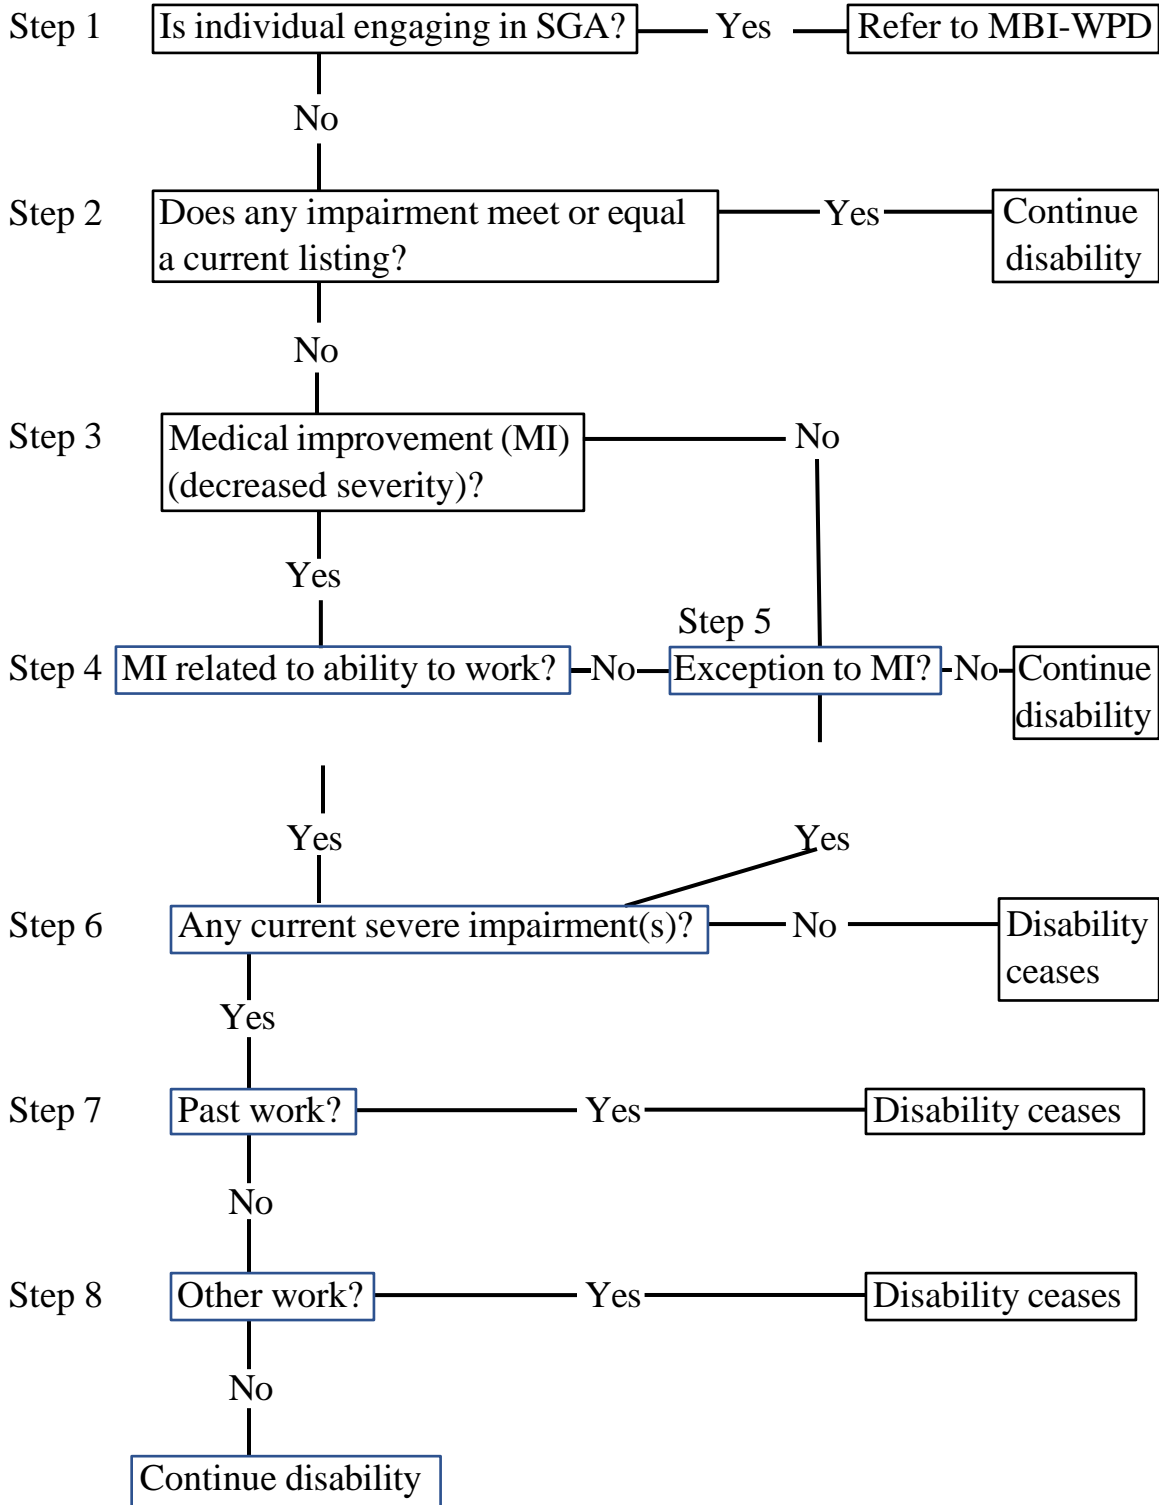 Step 1
Is individual engaging in SGA?
Yes
Refer to MBI-WPD
No
Step 2
Does any impairment meet or equal
a current listing?
Yes
Continue
disability
No
Step 3
Medical improvement (MI)
(decreased severity)?
No
Yes
Step 4
MI related to ability to work?
No
Step 5
Exception to MI?
No
Continue
disability
Yes
Yes
Step 6
Any current severe impairment(s)?
No
Disability
ceases
Yes
Step 7
Past work?
Yes
Disability ceases
No
Step 8
Other work?
Yes
Disability ceases
No
Continue disability